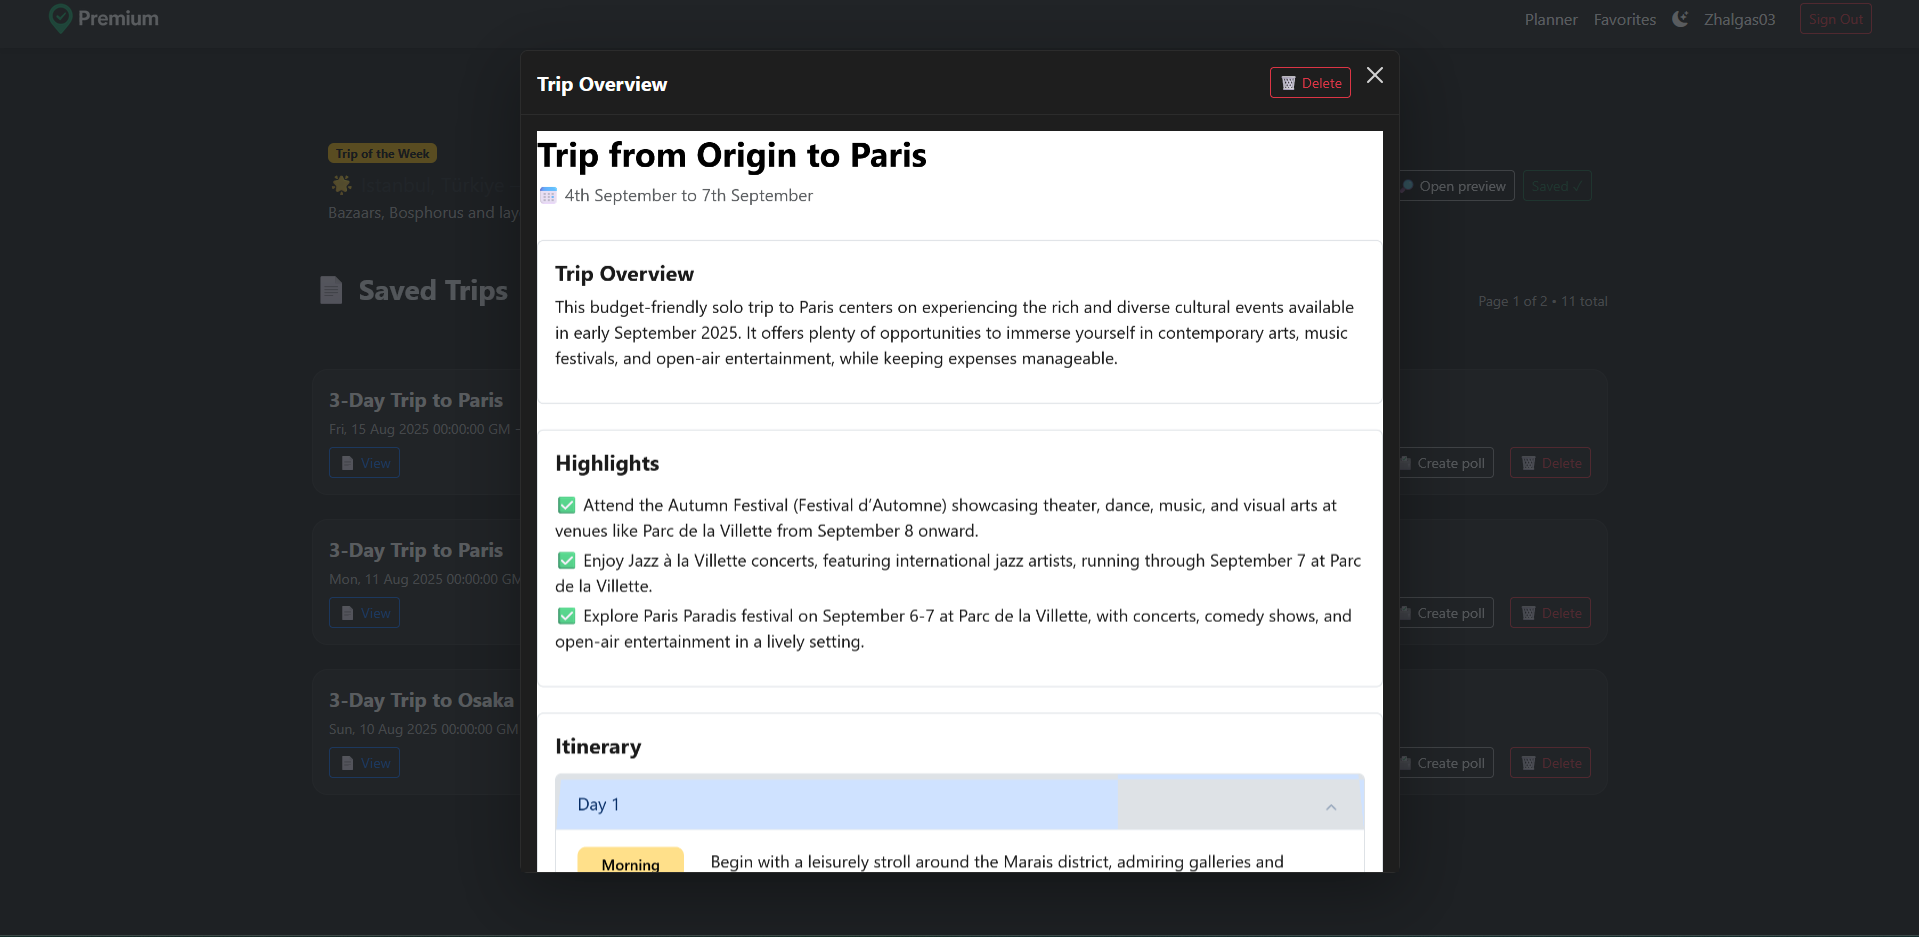 Premium
Planner Favorites Zhalgas03 Sign Out
Trip Overview
Delete
Trip from Origin to Paris
4th September to 7th September
Trip of the Week
Istanbul, Türkiye –
Bazaars, Bosphorus and lay
Open preview Saved ✓
Saved Trips
Page 1 of 2 • 11 total
Trip Overview
This budget-friendly solo trip to Paris centers on experiencing the rich and diverse cultural events available
in early September 2025. It offers plenty of opportunities to immerse yourself in contemporary arts, music
festivals, and open-air entertainment, while keeping expenses manageable.
Highlights
✅ Attend the Autumn Festival (Festival d’Automne) showcasing theater, dance, music, and visual arts at
venues like Parc de la Villette from September 8 onward.
✅ Enjoy Jazz à la Villette concerts, featuring international jazz artists, running through September 7 at Parc
de la Villette.
✅ Explore Paris Paradis festival on September 6-7 at Parc de la Villette, with concerts, comedy shows, and
open-air entertainment in a lively setting.
Itinerary
Day 1
Morning Begin with a leisurely stroll around the Marais district, admiring galleries and
3-Day Trip to Paris
Fri, 15 Aug 2025 00:00:00 GM –
View
Create poll Delete
3-Day Trip to Paris
Mon, 11 Aug 2025 00:00:00 GM
View
Create poll Delete
3-Day Trip to Osaka
Sun, 10 Aug 2025 00:00:00 GM
View
Create poll Delete